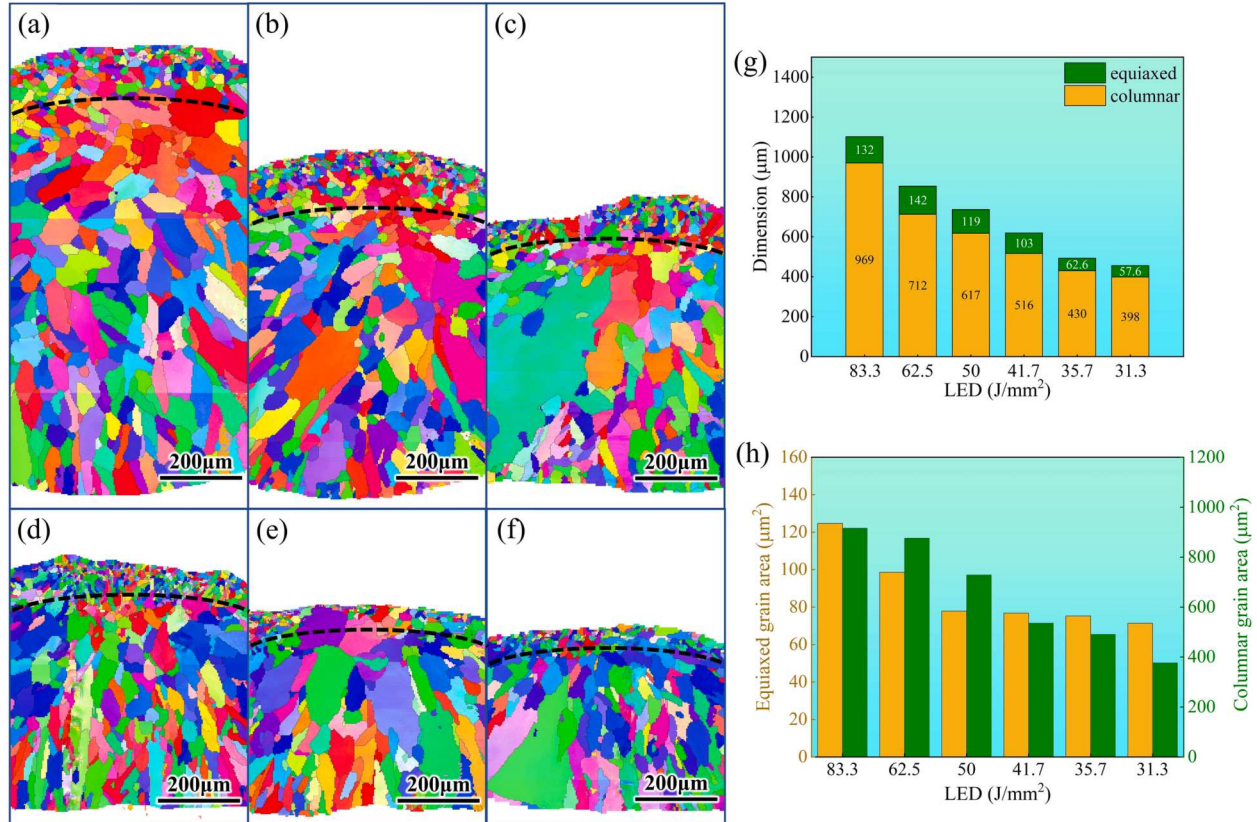 (a)
(b)
(c)
200μm
200μm
200μm
(d)
(e)
(f)
200μm
200μm
200μm
(g)
equiaxed
columnar
Dimension (μm)
1400
1200
1000
800
600
400
200
0
132
969
142
712
119
617
103
516
62.6
430
57.6
398
83.3 62.5 50 41.7 35.7 31.3
LED (J/mm²)
(h)
Equiaxed grain area (μm²)
160
140
120
100
80
60
40
20
0
Columnar grain area (μm²)
1200
1000
800
600
400
200
0
83.3 62.5 50 41.7 35.7 31.3
LED (J/mm²)